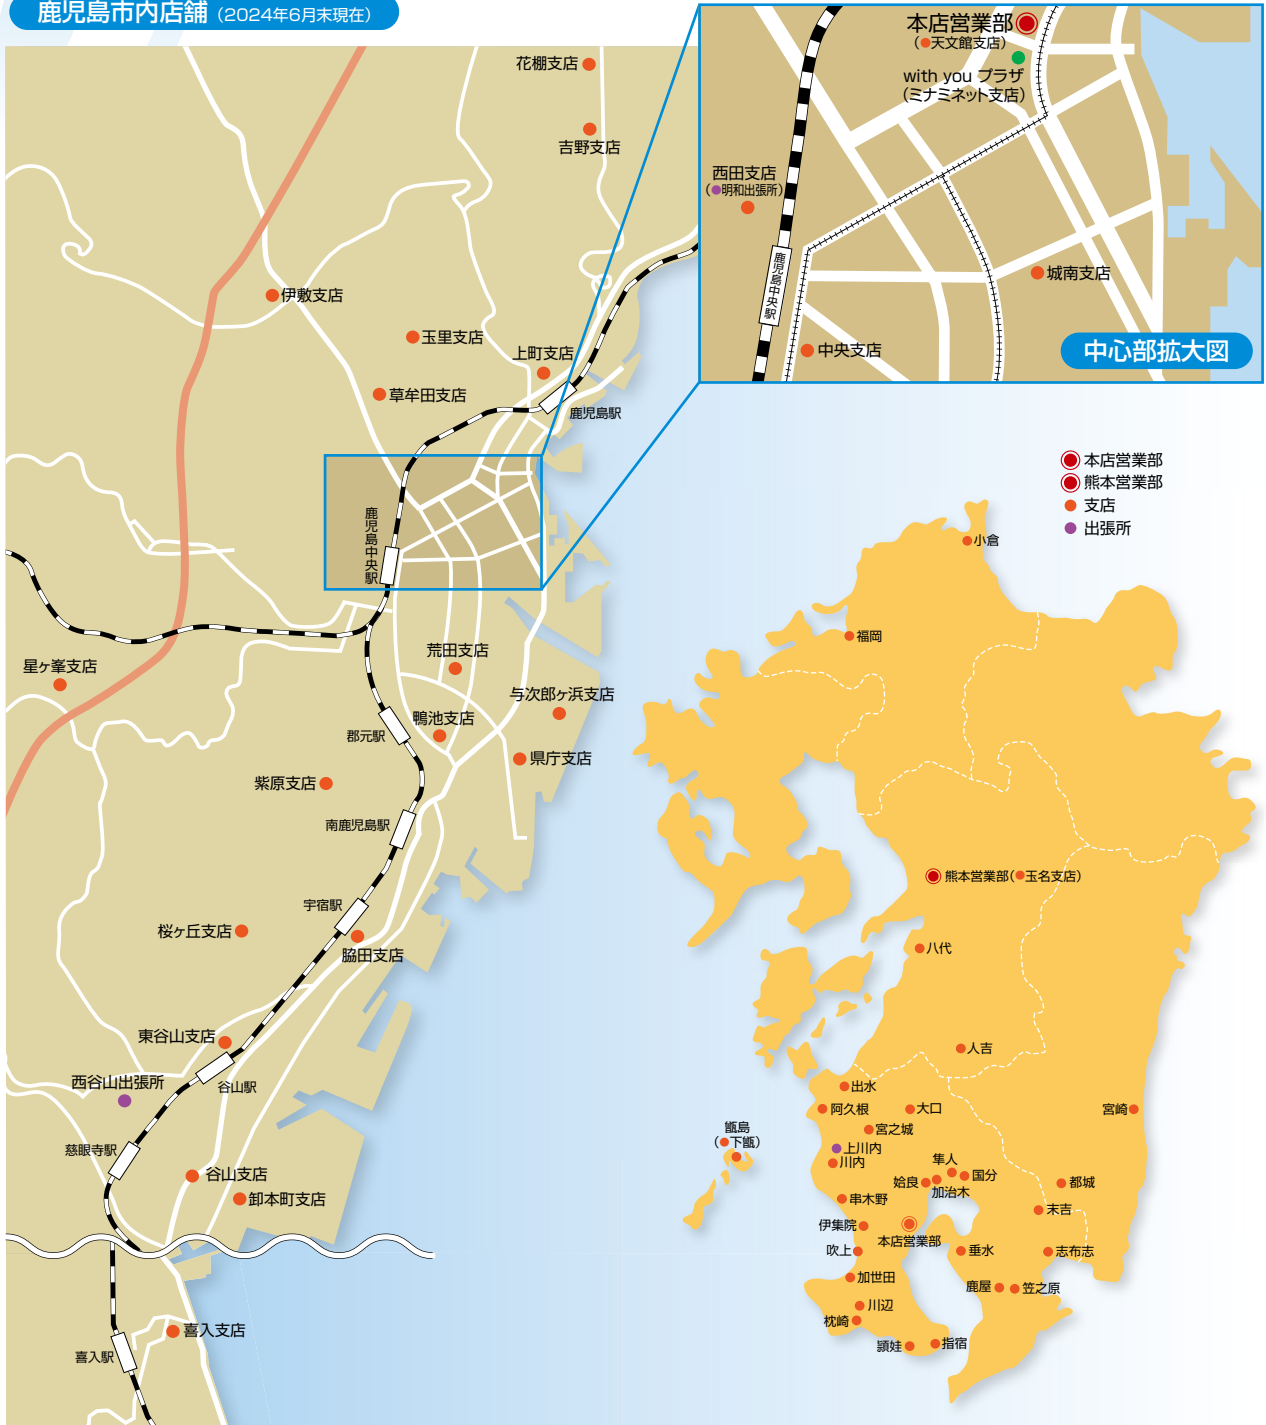 鹿児島市内店舗（2024年6月末現在）
花棚支店
吉野支店
伊敷支店
玉里支店
上町支店
草牟田支店
鹿児島駅
鹿児島中央駅
荒田支店
星ヶ峯支店
与次郎ヶ浜支店
鴨池支店
郡元駅
県庁支店
紫原支店
南鹿児島駅
宇宿駅
桜ヶ丘支店
脇田支店
東谷山支店
西谷山出張所
谷山駅
慈眼寺駅
谷山支店
卸本町支店
喜入支店
喜入駅
本店営業部
（天文館支店）
with you プラザ
（ミナミネット支店）
西田支店
（明和出張所）
鹿児島中央駅
城南支店
中央支店
中心部拡大図
本店営業部
熊本営業部
支店
出張所
小倉
福岡
熊本営業部（玉名支店）
八代
人吉
出水
阿久根
大口
宮崎
宮之城
甑島
（下甑）
上川内
川内
隼人
国分
姶良
加治木
都城
串木野
末吉
伊集院
本店営業部
吹上
垂水
志布志
加世田
鹿屋
笠之原
川辺
枕崎
頴娃
指宿